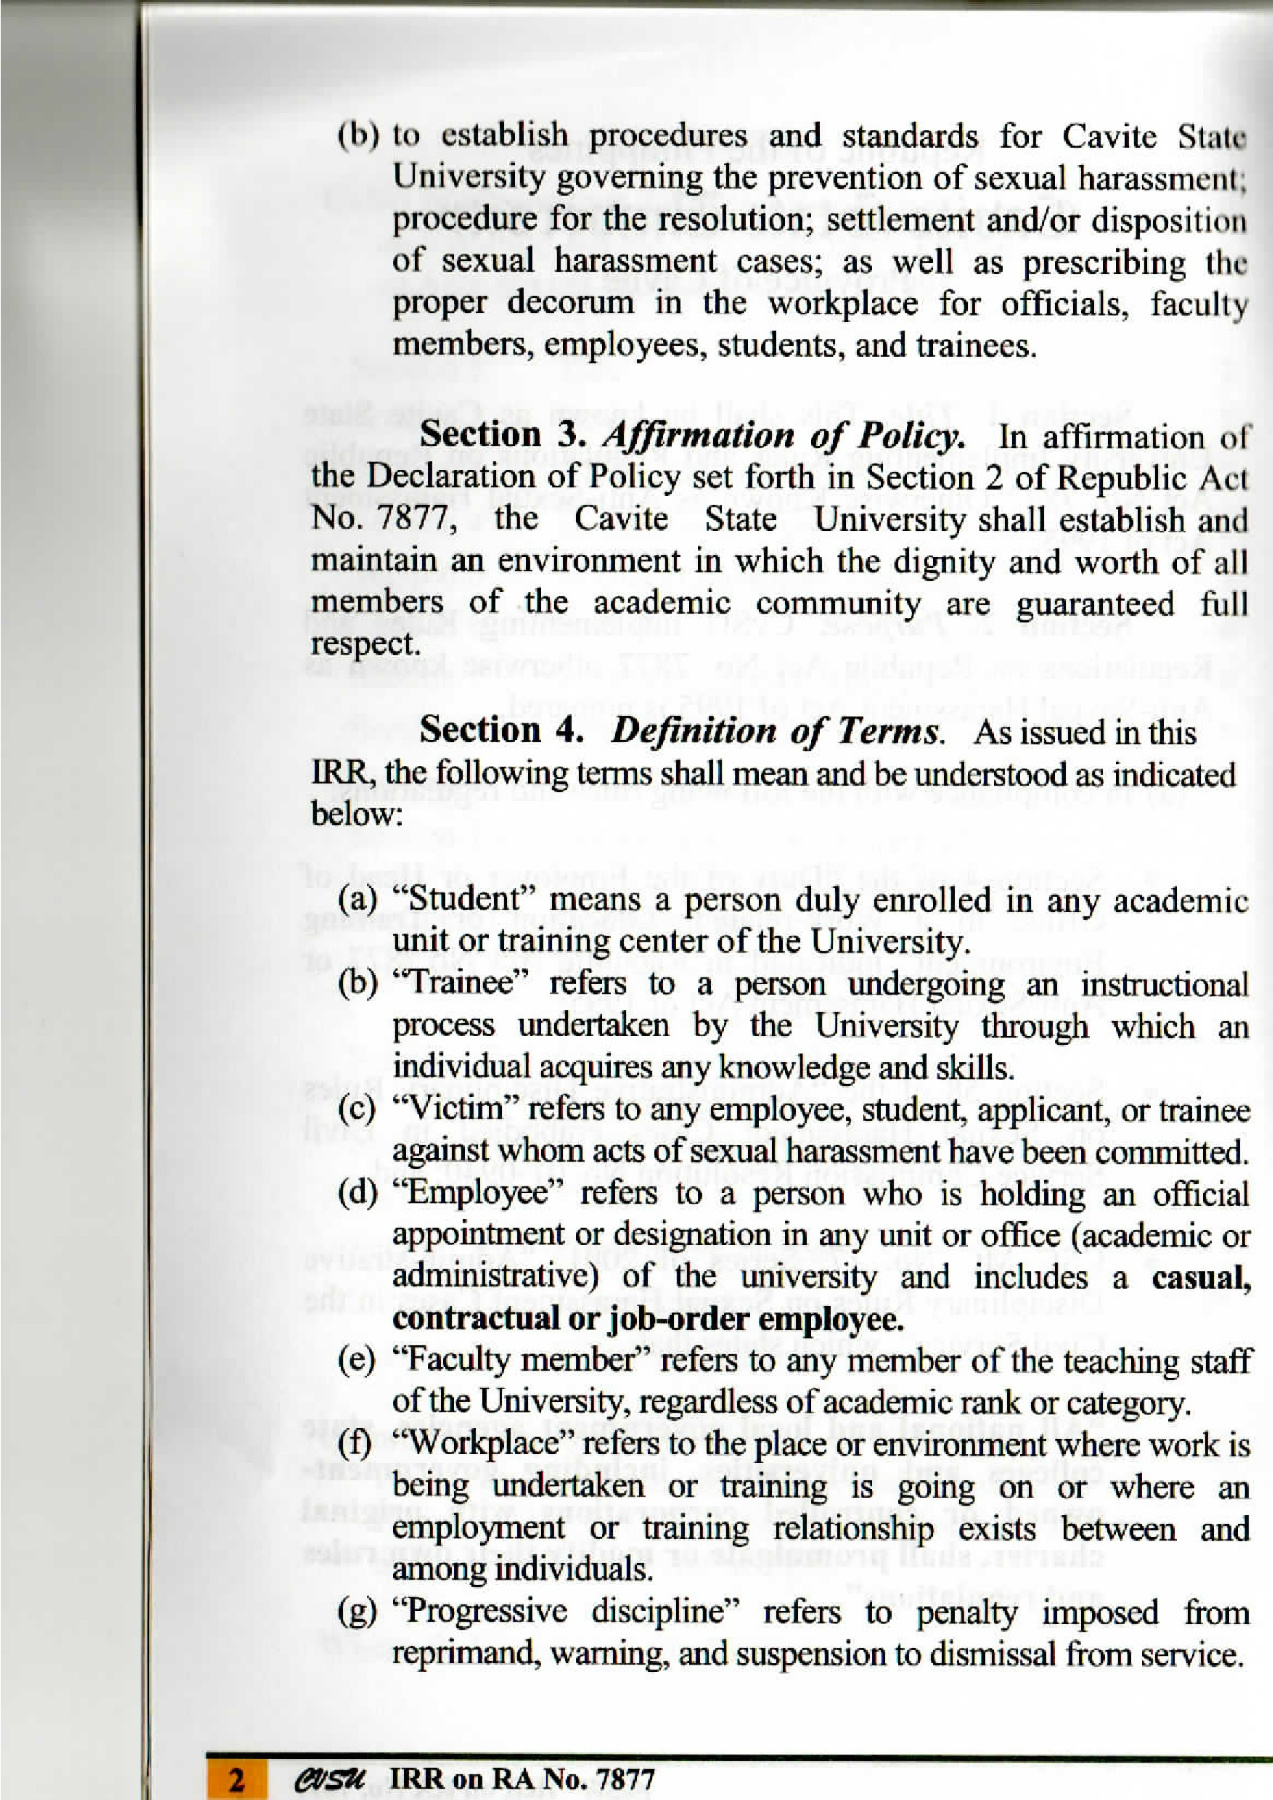 (b) to establish procedures and standards for Cavite State
University governing the prevention of sexual harassment;
procedure for the resolution; settlement and/or disposition
of sexual harassment cases; as well as prescribing the
proper decorum in the workplace for officials, faculty
members, employees, students, and trainees.
Section 3. Affirmation of Policy. In affirmation of
the Declaration of Policy set forth in Section 2 of Republic Act
No. 7877, the Cavite State University shall establish and
maintain an environment in which the dignity and worth of all
members of the academic community are guaranteed full
respect.
Section 4. Definition of Terms. As issued in this
IRR, the following terms shall mean and be understood as indicated
below:
(a) “Student” means a person duly enrolled in any academic
unit or training center of the University.
(b) “Trainee” refers to a person undergoing an instructional
process undertaken by the University through which an
individual acquires any knowledge and skills.
(c) “Victim” refers to any employee, student, applicant, or trainee
against whom acts of sexual harassment have been committed.
(d) “Employee” refers to a person who is holding an official
appointment or designation in any unit or office (academic or
administrative) of the university and includes a casual,
contractual or job-order employee.
(e) “Faculty member” refers to any member of the teaching staff
of the University, regardless of academic rank or category.
(f) “Workplace” refers to the place or environment where work is
being undertaken or training is going on or where an
employment or training relationship exists between and
among individuals.
(g) “Progressive discipline” refers to penalty imposed from
reprimand, warning, and suspension to dismissal from service.
2 CVSU IRR on RA No. 7877